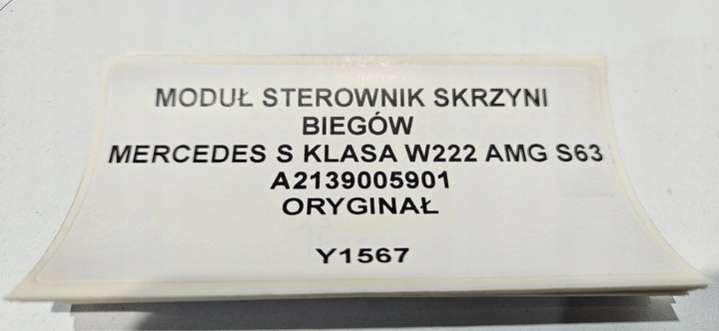 MODUŁ STEROWNIK SKRZYNI
BIEGÓW
MERCEDES S KLASA W222 AMG S63
A2139005901
ORYGINAŁ
Y1567